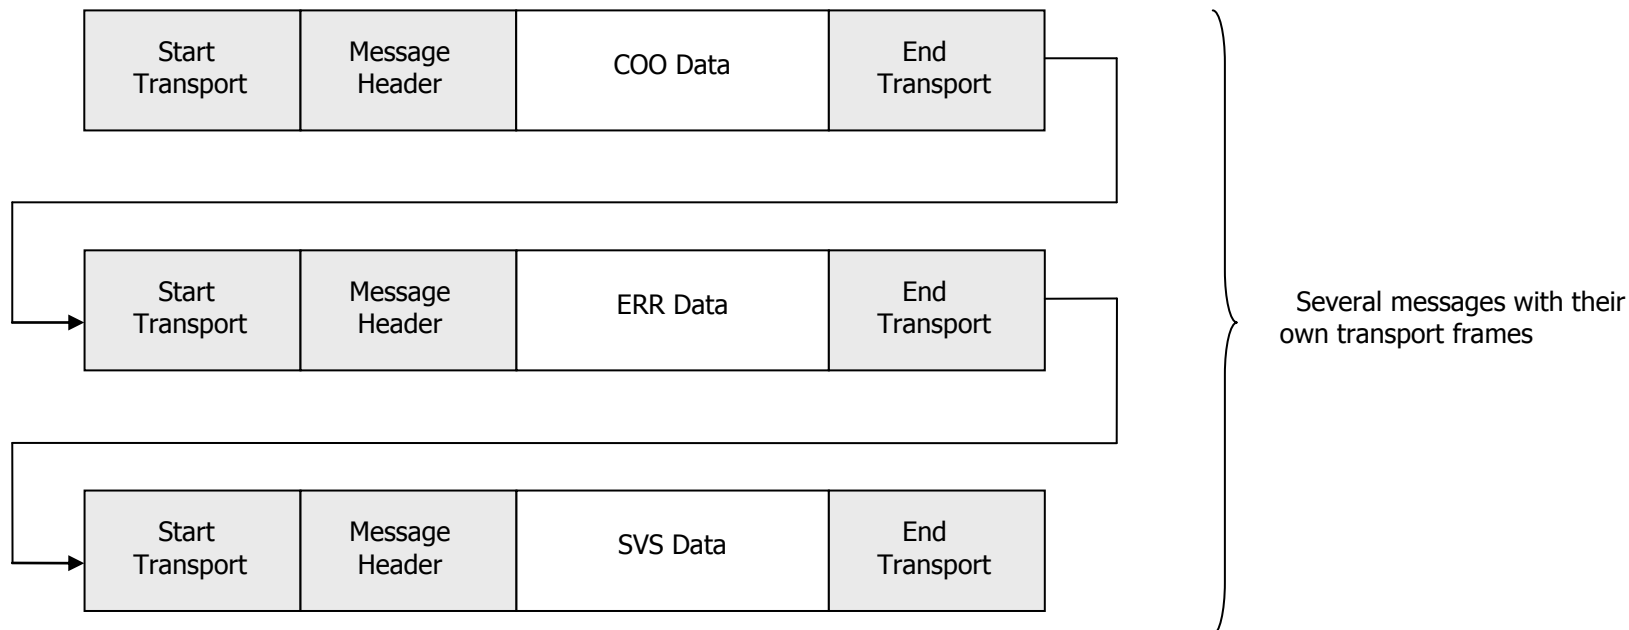 Start
Transport
Message
Header
COO Data
End
Transport
Start
Transport
Message
Header
ERR Data
End
Transport
Several messages with their
own transport frames
Start
Transport
Message
Header
SVS Data
End
Transport